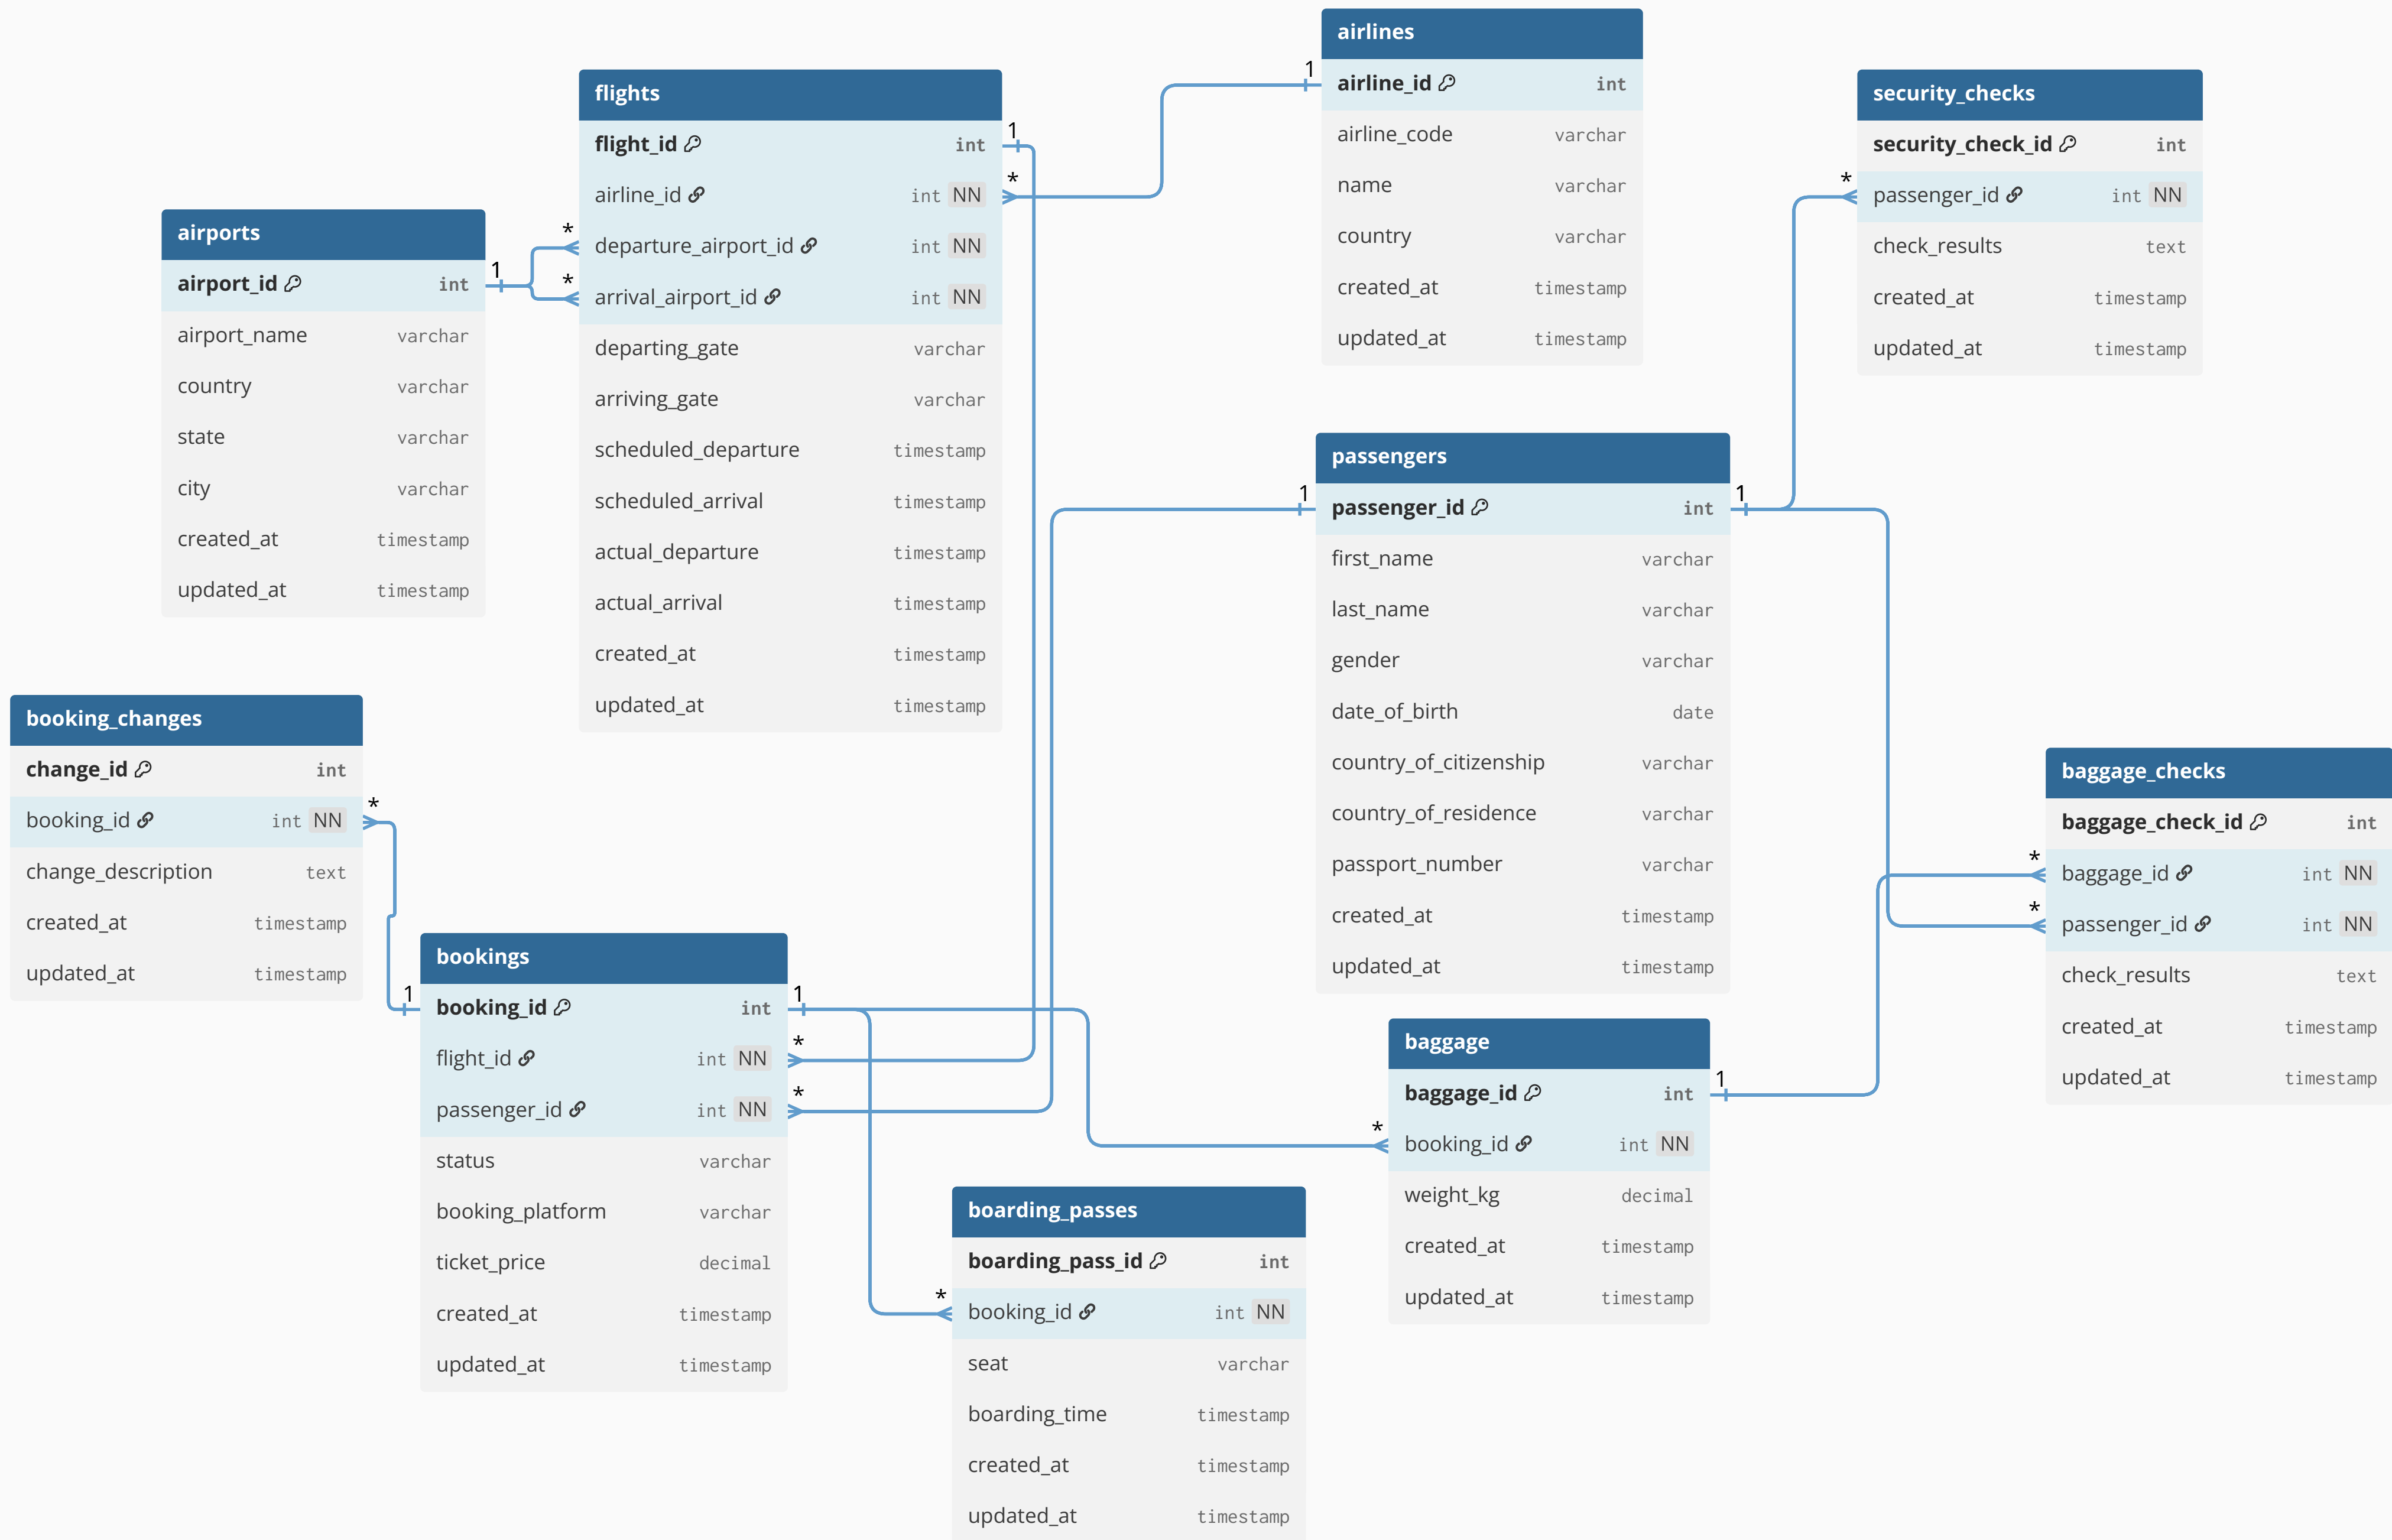 airlines
airline_id int
airline_code varchar
name varchar
country varchar
created_at timestamp
updated_at timestamp
1
flights
flight_id int
airline_id int NN
departure_airport_id int NN
arrival_airport_id int NN
departing_gate varchar
arriving_gate varchar
scheduled_departure timestamp
scheduled_arrival timestamp
actual_departure timestamp
actual_arrival timestamp
created_at timestamp
updated_at timestamp
1
*
*
*
security_checks
security_check_id int
passenger_id int NN
check_results text
created_at timestamp
updated_at timestamp
*
airports
airport_id int
airport_name varchar
country varchar
state varchar
city varchar
created_at timestamp
updated_at timestamp
1
passengers
passenger_id int
first_name varchar
last_name varchar
gender varchar
date_of_birth date
country_of_citizenship varchar
country_of_residence varchar
passport_number varchar
created_at timestamp
updated_at timestamp
1
1
booking_changes
change_id int
booking_id int NN
change_description text
created_at timestamp
updated_at timestamp
*
baggage_checks
baggage_check_id int
baggage_id int NN
passenger_id int NN
check_results text
created_at timestamp
updated_at timestamp
*
*
bookings
booking_id int
flight_id int NN
passenger_id int NN
status varchar
booking_platform varchar
ticket_price decimal
created_at timestamp
updated_at timestamp
1
1
*
*
baggage
baggage_id int
booking_id int NN
weight_kg decimal
created_at timestamp
updated_at timestamp
1
*
boarding_passes
boarding_pass_id int
booking_id int NN
seat varchar
boarding_time timestamp
created_at timestamp
updated_at timestamp
*